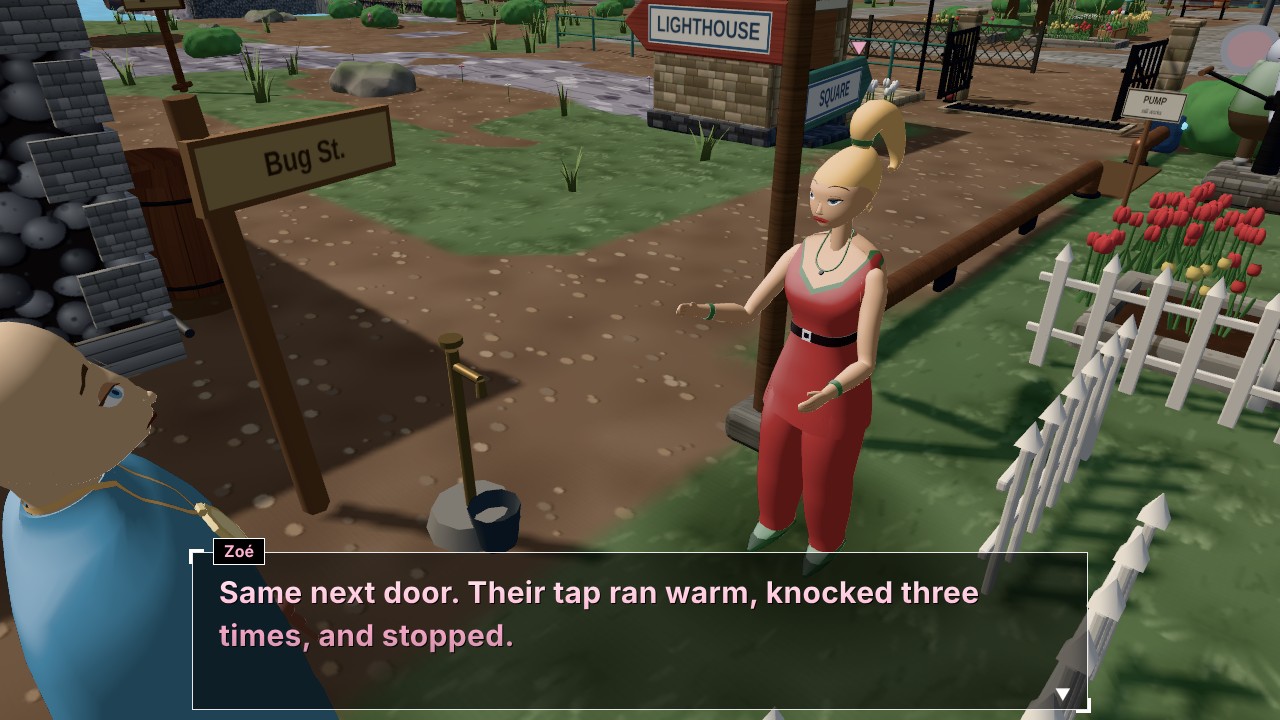 LIGHTHOUSE
SQUARE
PUMP
Bug St.
Zoé
Same next door. Their tap ran warm, knocked three
times, and stopped.